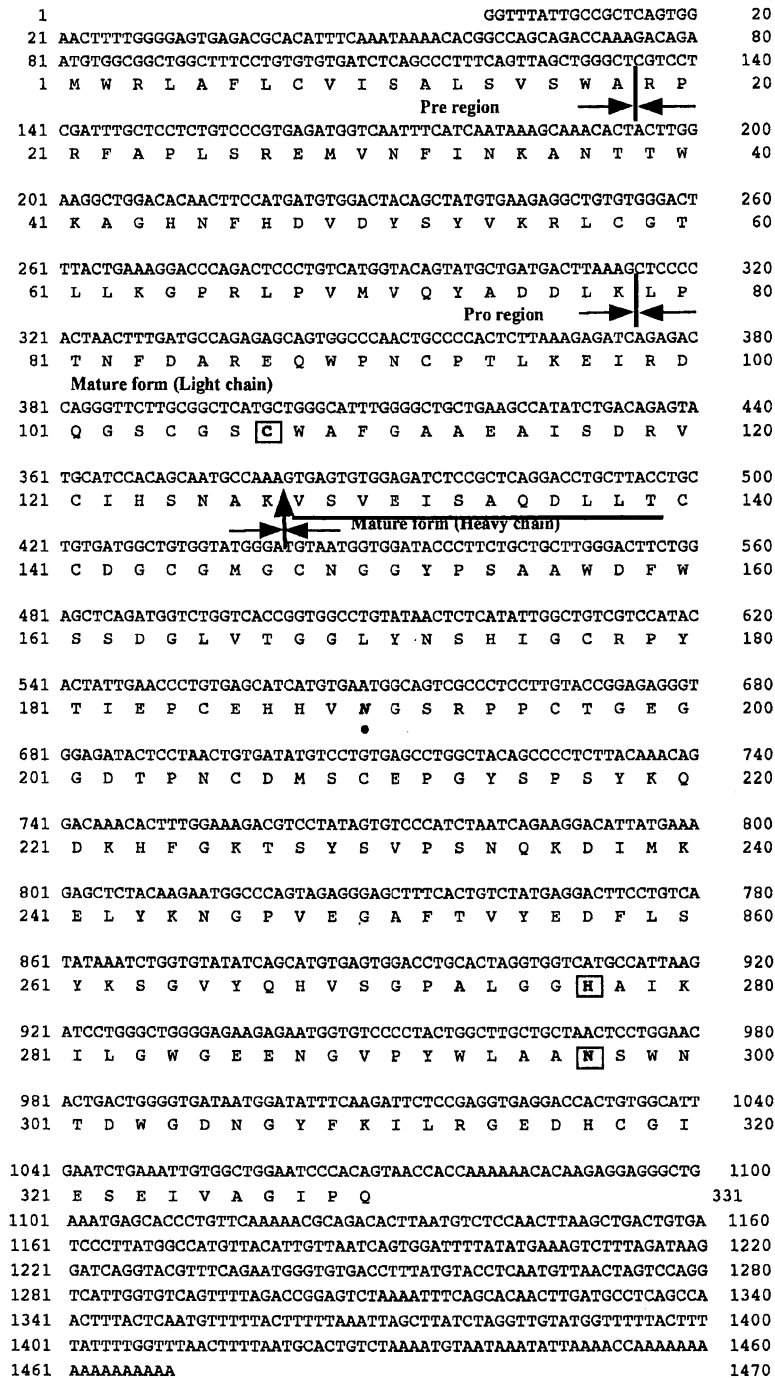 1 GGTTTATTGCCGCTCAGTGG 20
21 AACTTTTGGGGAGTGAGACGCACATTTCAAATAAAACACGGCCAGCAGACCAAAGACAGA 80
81 ATGTGGCGGCTGGCTTTCCTGTGTGTGATCTCAGCCCTTTCAGTTAGCTGGGCTCGTCCT 140
1 M W R L A F L C V I S A L S V S W A R P 20
Pre region
141 CGATTTGCTCCTCTGTCCCGTGAGATGGTCAATTTCATCAATAAAGCAAACACTACTTGG 200
21 R F A P L S R E M V N F I N K A N T T W 40
201 AAGGCTGGACACAACTTCCATGATGTGGACTACAGCTATGTGAAGAGGCTGTGTGGGACT 260
41 K A G H N F H D V D Y S Y V K R L C G T 60
261 TTACTGAAAGGACCCAGACTCCCTGTCATGGTACAGTATGCTGATGACTTAAAGCTCCCC 320
61 L L K G P R L P V M V Q Y A D D L K L P 80
Pro region
321 ACTAACTTTGATGCCAGAGAGCAGTGGCCCAACTGCCCCACTCTTAAAGAGATCAGAGAC 380
81 T N F D A R E Q W P N C P T L K E I R D 100
Mature form (Light chain)
381 CAGGGTTCTTGCGGCTCATGCTGGGCATTTGGGGCTGCTGAAGCCATATCTGACAGAGTA 440
101 Q G S C G S C W A F G A A E A I S D R V 120
361 TGCATCCACAGCAATGCCAAAGTGAGTGTGGAGATCTCCGCTCAGGACCTGCTTACCTGC 500
121 C I H S N A K V S V E I S A Q D L L T C 140
Mature form (Heavy chain)
421 TGTGATGGCTGTGGTATGGGATGTAATGGTGGATACCCTTCTGCTGCTTGGGACTTCTGG 560
141 C D G C G M G C N G G Y P S A A W D F W 160
481 AGCTCAGATGGTCTGGTCACCGGTGGCCTGTATAACTCTCATATTGGCTGTCGTCCATAC 620
161 S S D G L V T G G L Y N S H I G C R P Y 180
541 ACTATTGAACCCTGTGAGCATCATGTGAATGGCAGTCGCCCTCCTTGTACCGGAGAGGGT 680
181 T I E P C E H H V N G S R P P C T G E G 200
681 GGAGATACTCCTAACTGTGATATGTCCTGTGAGCCTGGCTACAGCCCCTCTTACAAACAG 740
201 G D T P N C D M S C E P G Y S P S Y K Q 220
741 GACAAACACTTTGGAAAGACGTCCTATAGTGTCCCATCTAATCAGAAGGACATTATGAAA 800
221 D K H F G K T S Y S V P S N Q K D I M K 240
801 GAGCTCTACAAGAATGGCCCAGTAGAGGGAGCTTTCACTGTCTATGAGGACTTCCTGTCA 780
241 E L Y K N G P V E G A F T V Y E D F L S 860
861 TATAAATCTGGTGTATATCAGCATGTGAGTGGACCTGCACTAGGTGGTCATGCCATTAAG 920
261 Y K S G V Y Q H V S G P A L G G H A I K 280
921 ATCCTGGGCTGGGGAGAAGAGAATGGTGTCCCCTACTGGCTTGCTGCTAACTCCTGGAAC 980
281 I L G W G E E N G V P Y W L A A N S W N 300
981 ACTGACTGGGGTGATAATGGATATTTCAAGATTCTCCGAGGTGAGGACCACTGTGGCATT 1040
301 T D W G D N G Y F K I L R G E D H C G I 320
1041 GAATCTGAAATTGTGGCTGGAATCCCACAGTAACCACCAAAAAACACAAGAGGAGGGCTG 1100
321 E S E I V A G I P Q 331
1101 AAATGAGCACCCTGTTCAAAAACGCAGACACTTAATGTCTCCAACTTAAGCTGACTGTGA 1160
1161 TCCCTTATGGCCATGTTACATTGTTAATCAGTGGATTTTATATGAAAGTCTTTAGATAAG 1220
1221 GATCAGGTACGTTTCAGAATGGGTGTGACCTTTATGTACCTCAATGTTAACTAGTCCAGG 1280
1281 TCATTGGTGTCAGTTTTAGACCGGAGTCTAAAATTTCAGCACAACTTGATGCCTCAGCCA 1340
1341 ACTTTACTCAATGTTTTTACTTTTTAAATTAGCTTATCTAGGTTGTATGGTTTTTACTTT 1400
1401 TATTTTGGTTTAACTTTTAATGCACTGTCTAAAATGTAATAAATATTAAAACCAAAAAAA 1460
1461 AAAAAAAAAA 1470